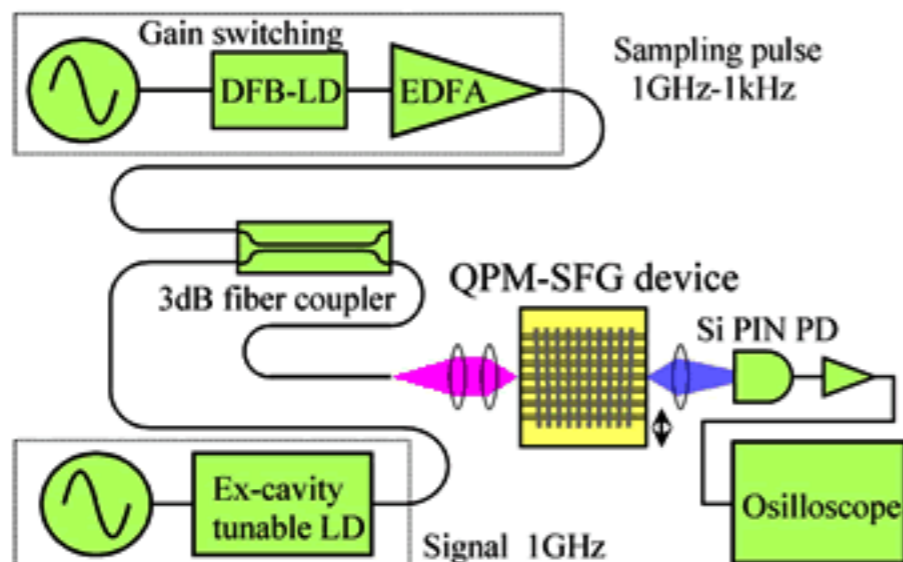 Gain switching
DFB-LD
EDFA
Sampling pulse
1GHz-1kHz
3dB fiber coupler
QPM-SFG device
Si PIN PD
Ex-cavity
tunable LD
Signal 1GHz
Osilloscope